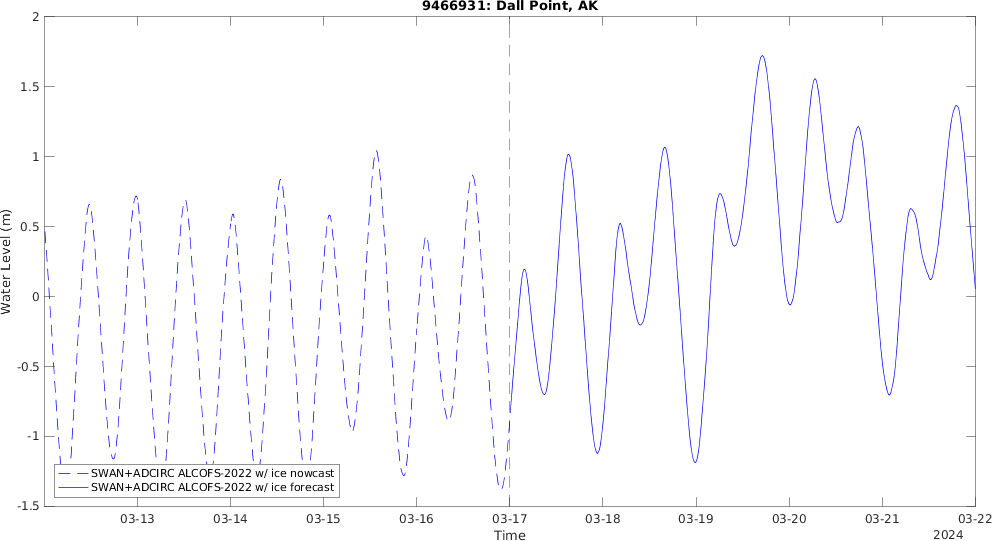 9466931: Dall Point, AK
2
1.5
1
0.5
0
-0.5
-1
-1.5
Water Level (m)
SWAN+ADCIRC ALCOFS-2022 w/ ice nowcast
SWAN+ADCIRC ALCOFS-2022 w/ ice forecast
03-13 03-14 03-15 03-16 03-17 03-18 03-19 03-20 03-21 03-22
Time
2024